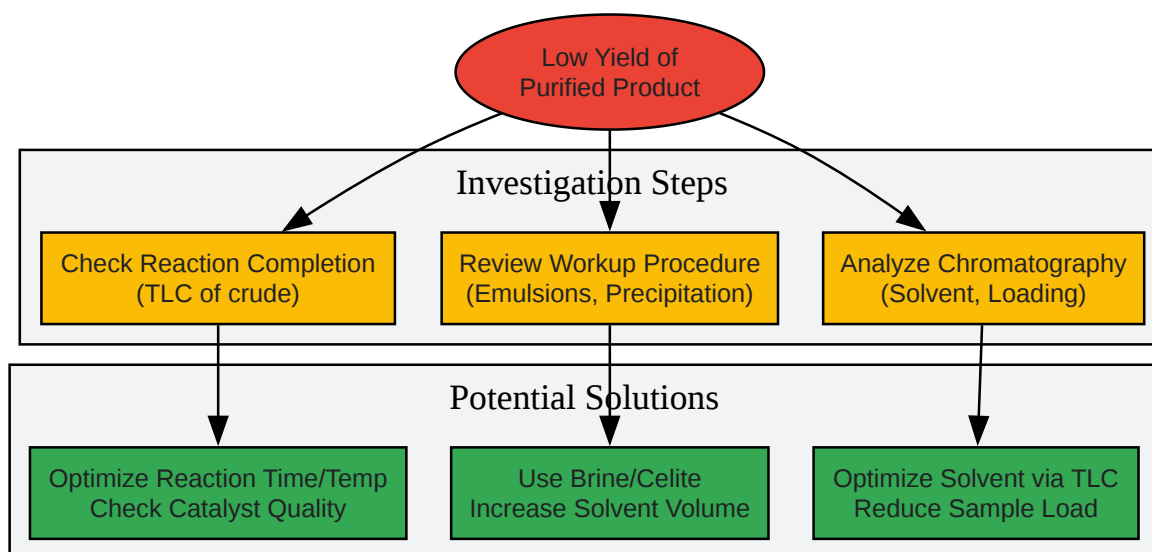 Low Yield of
Purified Product
Investigation Steps
Check Reaction Completion
(TLC of crude)
Review Workup Procedure
(Emulsions, Precipitation)
Analyze Chromatography
(Solvent, Loading)
Potential Solutions
Optimize Reaction Time/Temp
Check Catalyst Quality
Use Brine/Celite
Increase Solvent Volume
Optimize Solvent via TLC
Reduce Sample Load